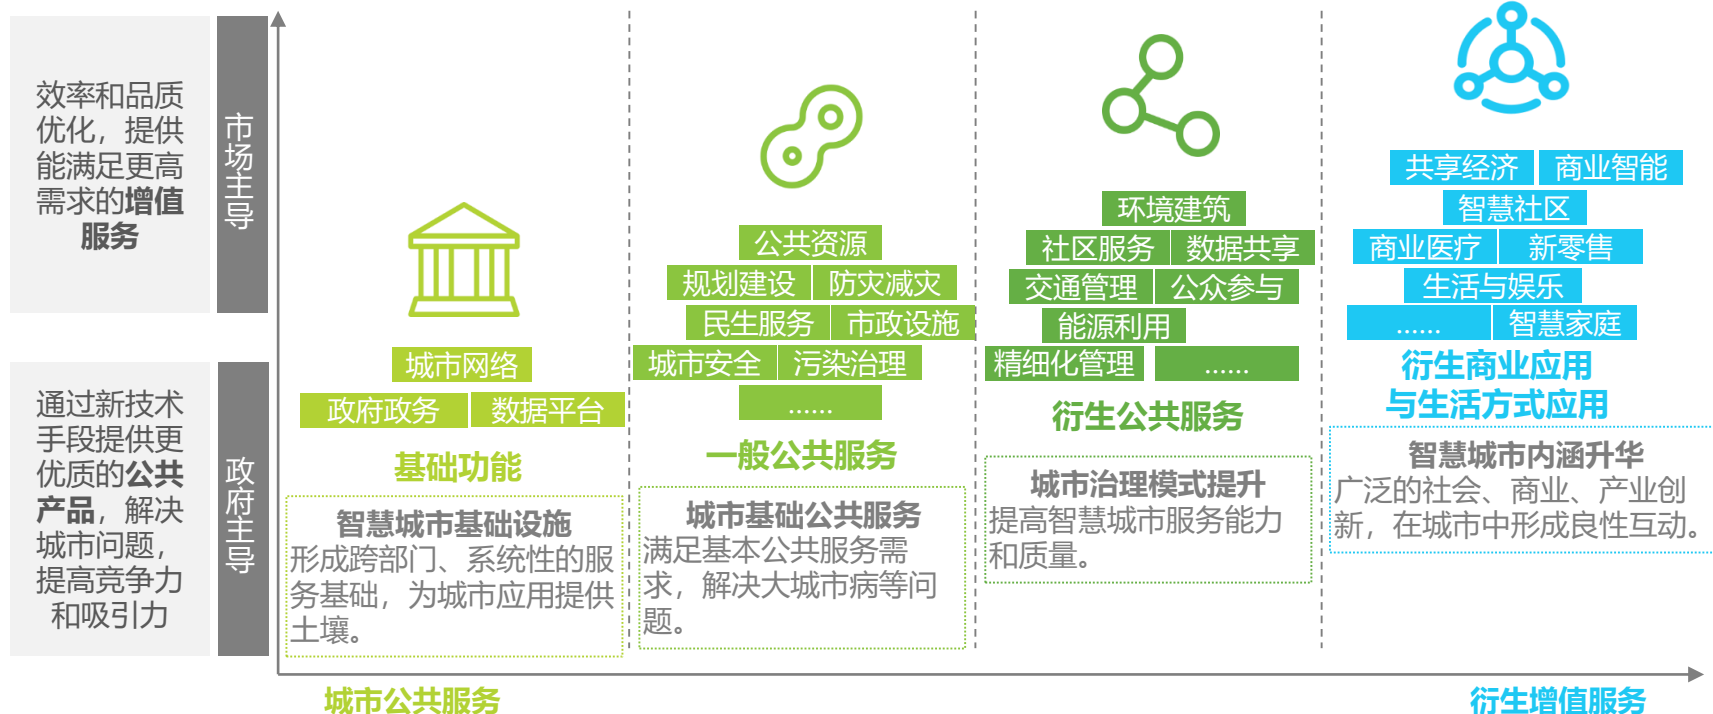 效率和品质
优化，提供
能满足更高
需求的增值
服务
市场主导
通过新技术
手段提供更
优质的公共
产品，解决
城市问题，
提高竞争力
和吸引力
政府主导
城市网络
政府政务 数据平台
基础功能
智慧城市基础设施
形成跨部门、系统性的服
务基础，为城市应用提供
土壤。
公共资源
规划建设 防灾减灾
民生服务 市政设施
城市安全 污染治理
......
一般公共服务
城市基础公共服务
满足基本公共服务需
求，解决大城市病等问
题。
环境建筑
社区服务 数据共享
交通管理 公众参与
能源利用
精细化管理 ......
衍生公共服务
城市治理模式提升
提高智慧城市服务能力
和质量。
共享经济 商业智能
智慧社区
商业医疗 新零售
生活与娱乐
...... 智慧家庭
衍生商业应用
与生活方式应用
智慧城市内涵升华
广泛的社会、商业、产业创
新，在城市中形成良性互动。
城市公共服务
衍生增值服务